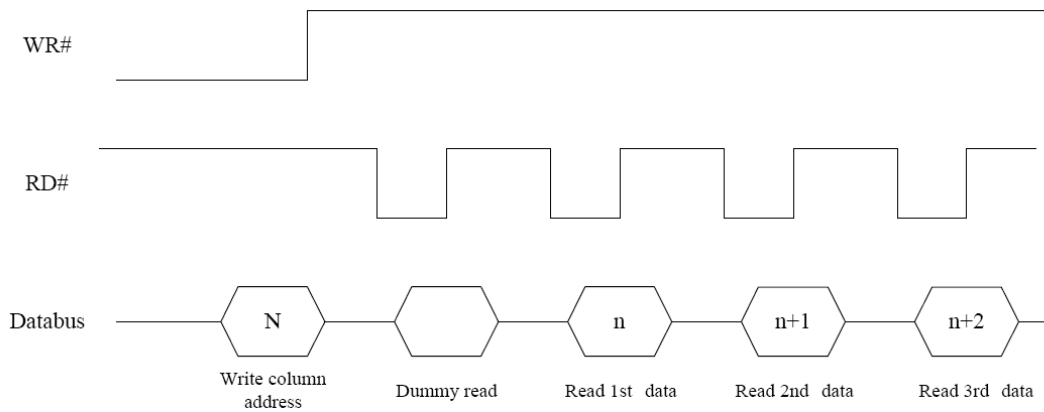 WR#
RD#
Databus
N
n
n+1
n+2
Write column
address
Dummy read
Read 1st data
Read 2nd data
Read 3rd data